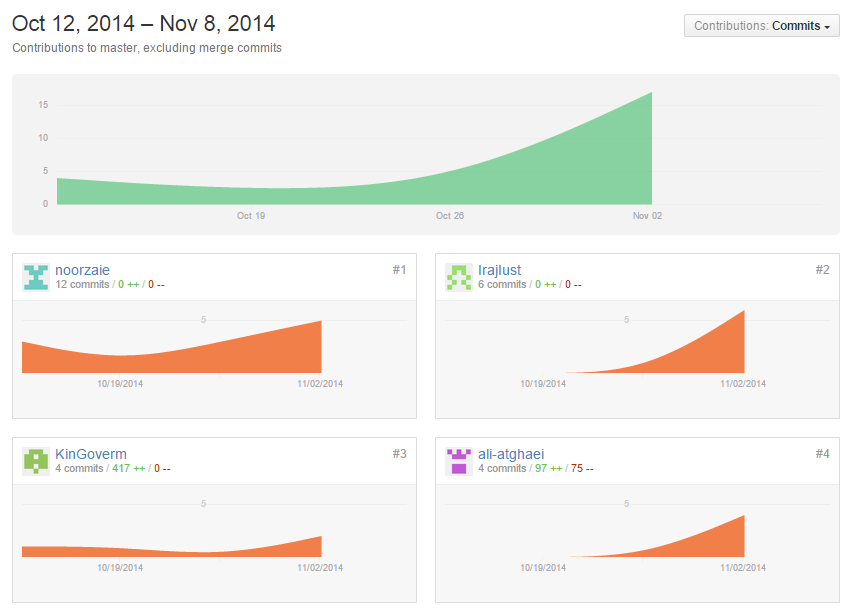 Oct 12, 2014 – Nov 8, 2014
Contributions: Commits
Contributions to master, excluding merge commits
15
10
5
0
Oct 19 Oct 26 Nov 02
noorzaie #1
12 commits / 0 ++ / 0 --
5
10/19/2014 11/02/2014
Irajlust #2
6 commits / 0 ++ / 0 --
5
10/19/2014 11/02/2014
KinGoverm #3
4 commits / 417 ++ / 0 --
5
10/19/2014 11/02/2014
ali-atghaei #4
4 commits / 97 ++ / 75 --
5
10/19/2014 11/02/2014